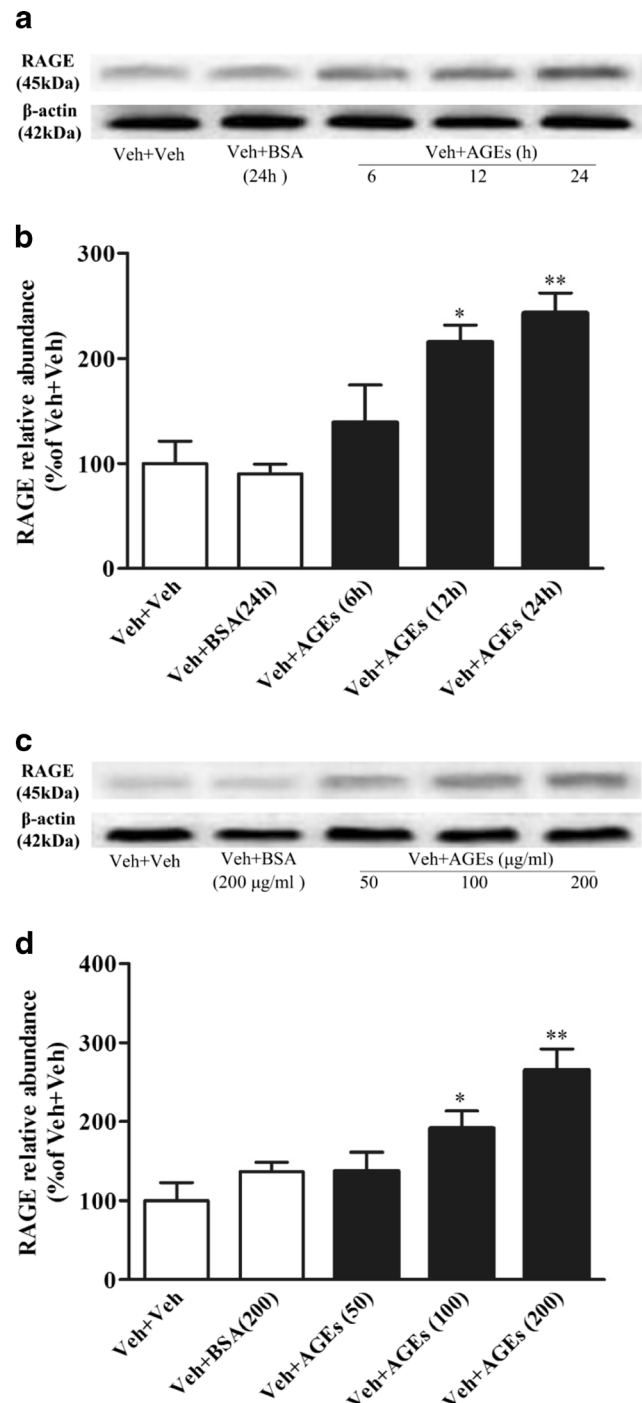 a
RAGE
(45kDa)
β-actin
(42kDa)
Veh+Veh Veh+BSA Veh+AGEs (h)
(24h ) 6 12 24
b
RAGE relative abundance
(%of Veh+Veh)
300
200
100
0
* **
Veh+Veh
Veh+BSA(24h)
Veh+AGEs (6h)
Veh+AGEs (12h)
Veh+AGEs (24h)
c
RAGE
(45kDa)
β-actin
(42kDa)
Veh+Veh Veh+BSA Veh+AGEs (μg/ml)
(200 μg/ml ) 50 100 200
d
RAGE relative abundance
(%of Veh+Veh)
400
300
200
100
0
* **
Veh+Veh
Veh+BSA(200)
Veh+AGEs (50)
Veh+AGEs (100)
Veh+AGEs (200)